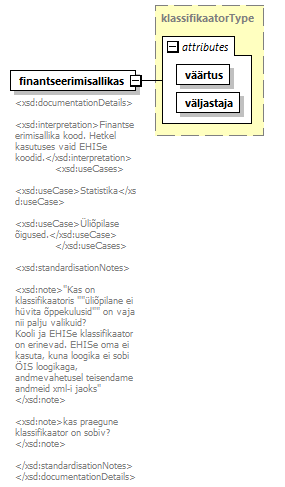 klassifikaatorType
attributes
finantseerimisallikas
väärtus
väljastaja
<xsd:documentationDetails>
<xsd:interpretation>Finantse
erimisallika kood. Hetkel
kasutuses vaid EHISe
koodid.</xsd:interpretation>
<xsd:useCases>
<xsd:useCase>Statistika</xs
d:useCase>
<xsd:useCase>Üliõpilase
õigused.</xsd:useCase>
</xsd:useCases>
<xsd:standardisationNotes>
<xsd:note>"Kas on
klassifikaatoris ""üliõpilane ei
hüvita õppekulusid"" on vaja
nii palju valikuid?
Kooli ja EHISe klassifikaator
on erinevad. EHISe oma ei
kasuta, kuna loogika ei sobi
ÕIS loogikaga,
andmevahetusel teisendame
andmeid xml-i jaoks"
</xsd:note>
<xsd:note>kas praegune
klassifikaator on sobiv?
</xsd:note>
</xsd:standardisationNotes>
</xsd:documentationDetails>